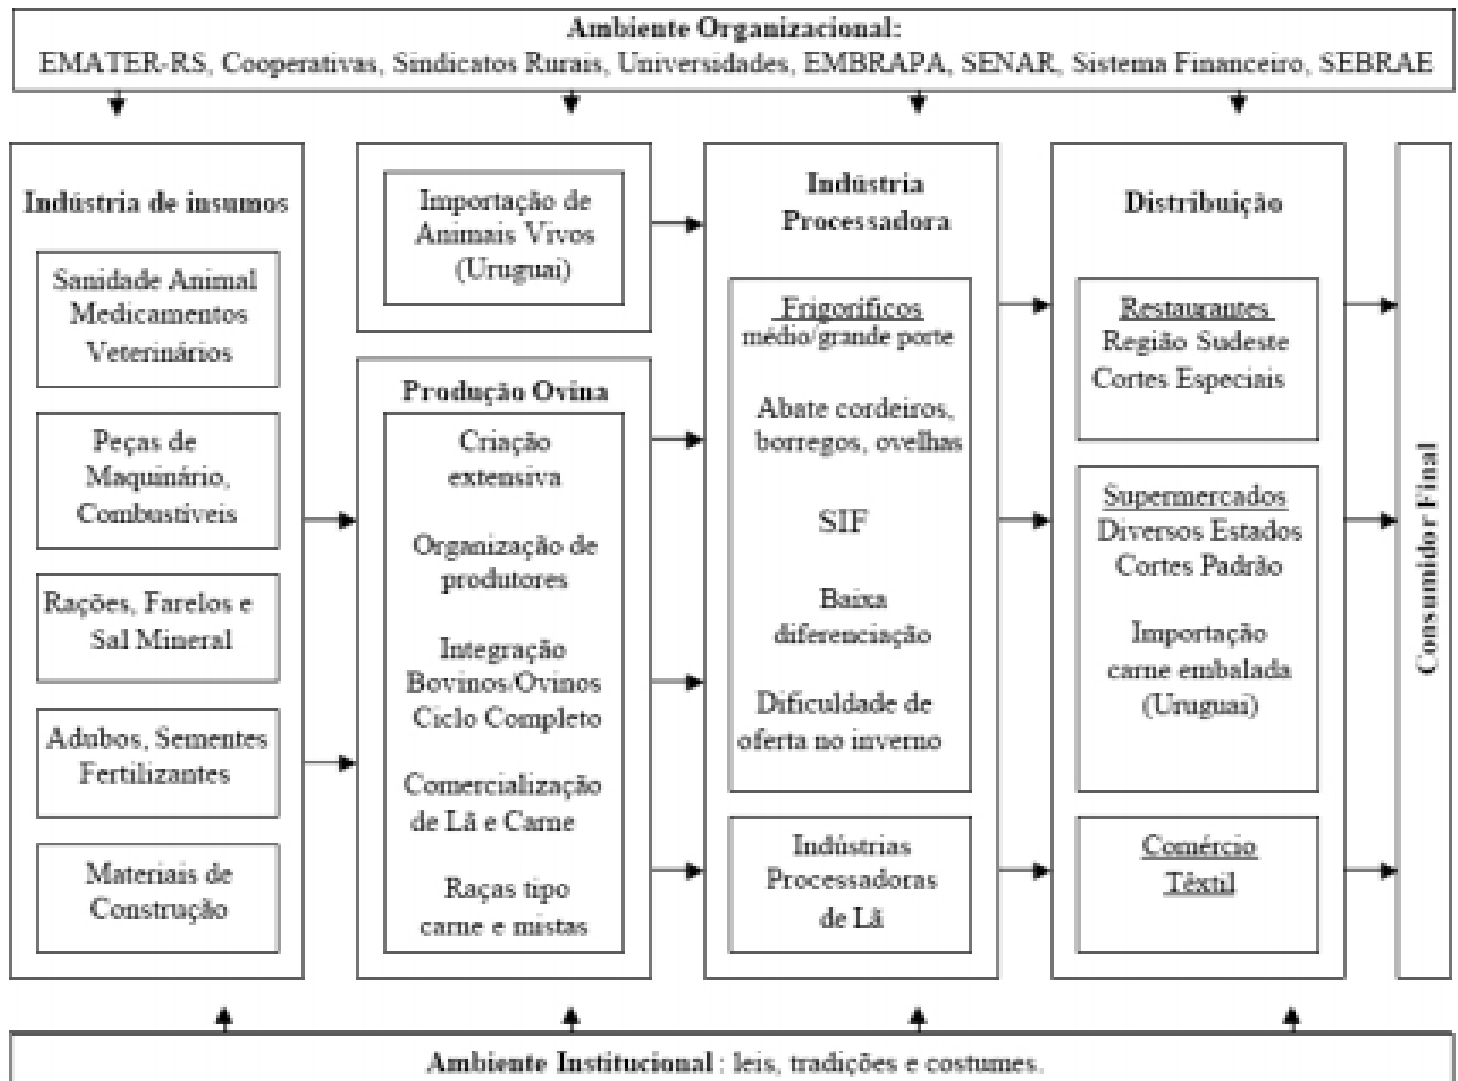 Ambiente Organizacional:
EMATER-RS, Cooperativas, Sindicatos Rurais, Universidades, EMBRAPA, SENAR, Sistema Financeiro, SEBRAE
Indústria de insumos
Sanidade Animal
Medicamentos
Veterinários
Peças de
Maquinário,
Combustíveis
Rações, Farelos e
Sal Mineral
Adubos, Sementes
Fertilizantes
Materiais de
Construção
Importação de
Animais Vivos
(Uruguai)
Produção Ovina
Criação
extensiva
Organização de
produtores
Integração
Bovinos/Ovinos
Ciclo Completo
Comercialização
de Lã e Carne
Raças tipo
carne e mistas
Indústria
Processadora
Frigoríficos
médio/grande porte
Abate cordeiros,
borregos, ovelhas
SIF
Baixa
diferenciação
Dificuldade de
oferta no inverno
Indústrias
Processadoras
de Lã
Distribuição
Restaurantes
Região Sudeste
Cortes Especiais
Supermercados
Diversos Estados
Cortes Padrão
Importação
carne embalada
(Uruguai)
Comércio
Têxtil
Consumidor Final
Ambiente Institucional : leis, tradições e costumes.